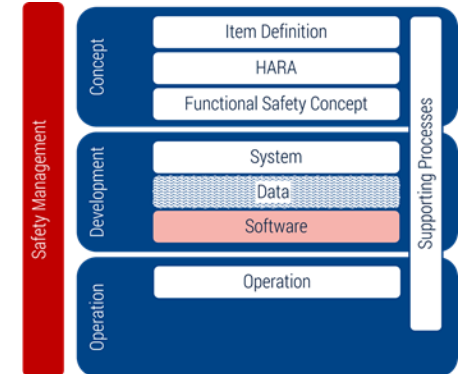 Safety Management
Concept
Item Definition
HARA
Functional Safety Concept
Development
System
Data
Software
Operation
Operation
Supporting Processes